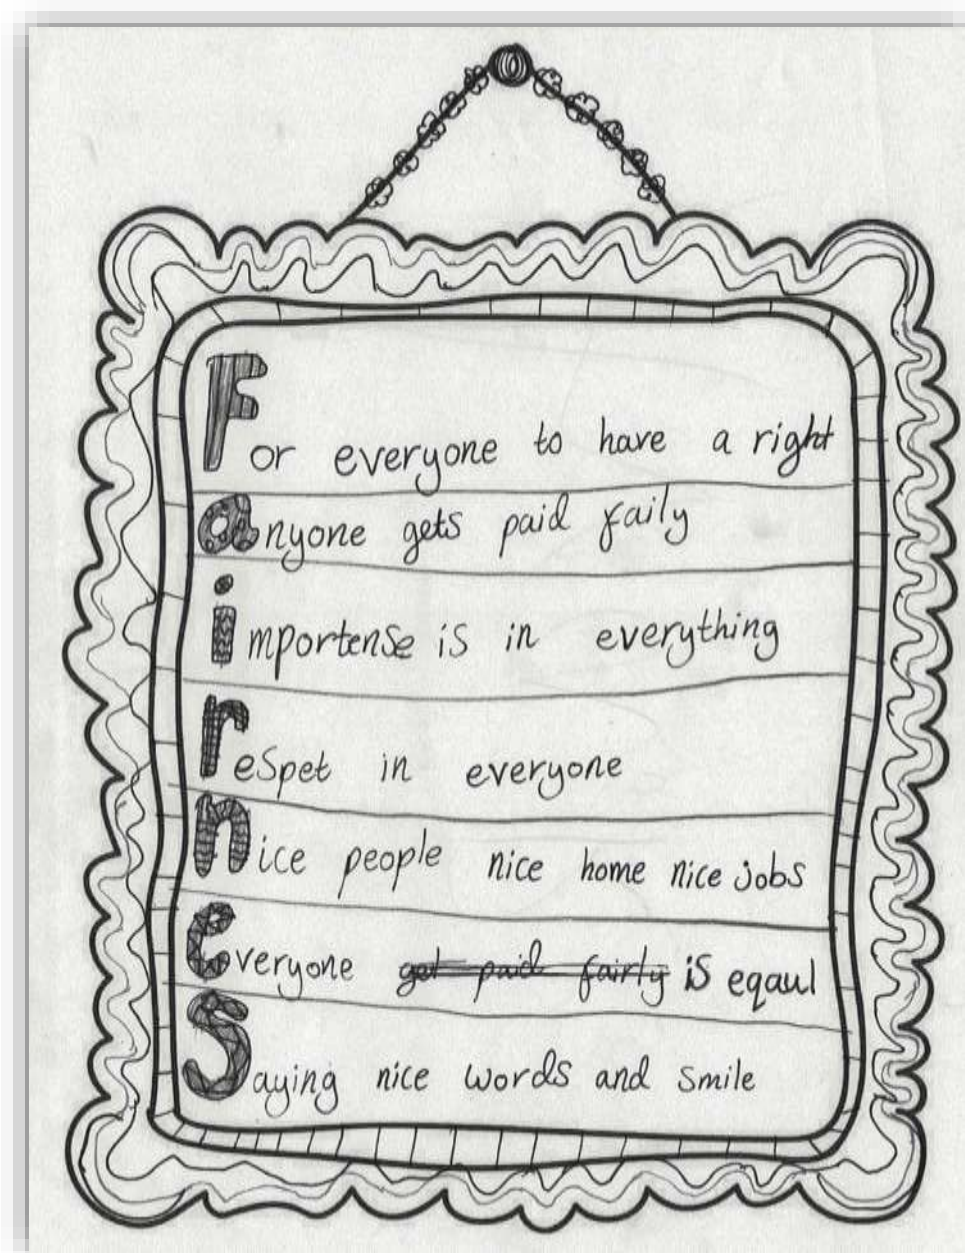 For everyone to have a right
anyone gets paid faily
importense is in everything
respet in everyone
nice people nice home nice jobs
everyone get paid fairly is eqaul
Saying nice words and smile